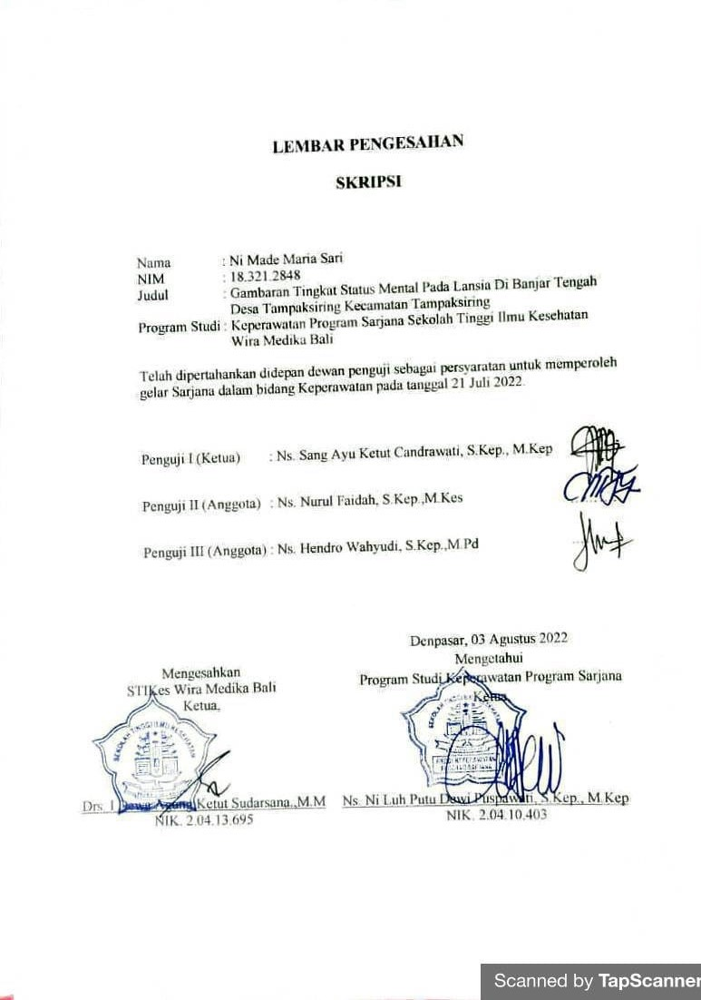 LEMBAR PENGESAHAN
SKRIPSI
Nama : Ni Made Maria Sari
NIM : 18.321.2848
Judul : Gambaran Tingkat Status Mental Pada Lansia Di Banjar Tengah
Desa Tampaksiring Kecamatan Tampaksiring
Program Studi : Keperawatan Program Sarjana Sekolah Tinggi Ilmu Kesehatan
Wira Medika Bali
Telah dipertahankan didepan dewan penguji sebagai persyaratan untuk memperoleh
gelar Sarjana dalam bidang Keperawatan pada tanggal 21 Juli 2022.
Penguji I (Ketua) : Ns. Sang Ayu Ketut Candrawati, S.Kep., M.Kep
Penguji II (Anggota) : Ns. Nurul Faidah, S.Kep.,M.Kes
Penguji III (Anggota) : Ns. Hendro Wahyudi, S.Kep.,M.Pd
Denpasar, 03 Agustus 2022
Mengetahui
Mengesahkan
Program Studi Keperawatan Program Sarjana
STIKes Wira Medika Bali
Ketua
Ketua,
SEKOLAH TINGGI ILMU KESEHATAN
Drs. I Dewa Agung Ketut Sudarsana.,M.M
NIK. 2.04.13.695
Ns. Ni Luh Putu Dewi Puspawati, S.Kep., M.Kep
NIK. 2.04.10.403
Scanned by TapScanner